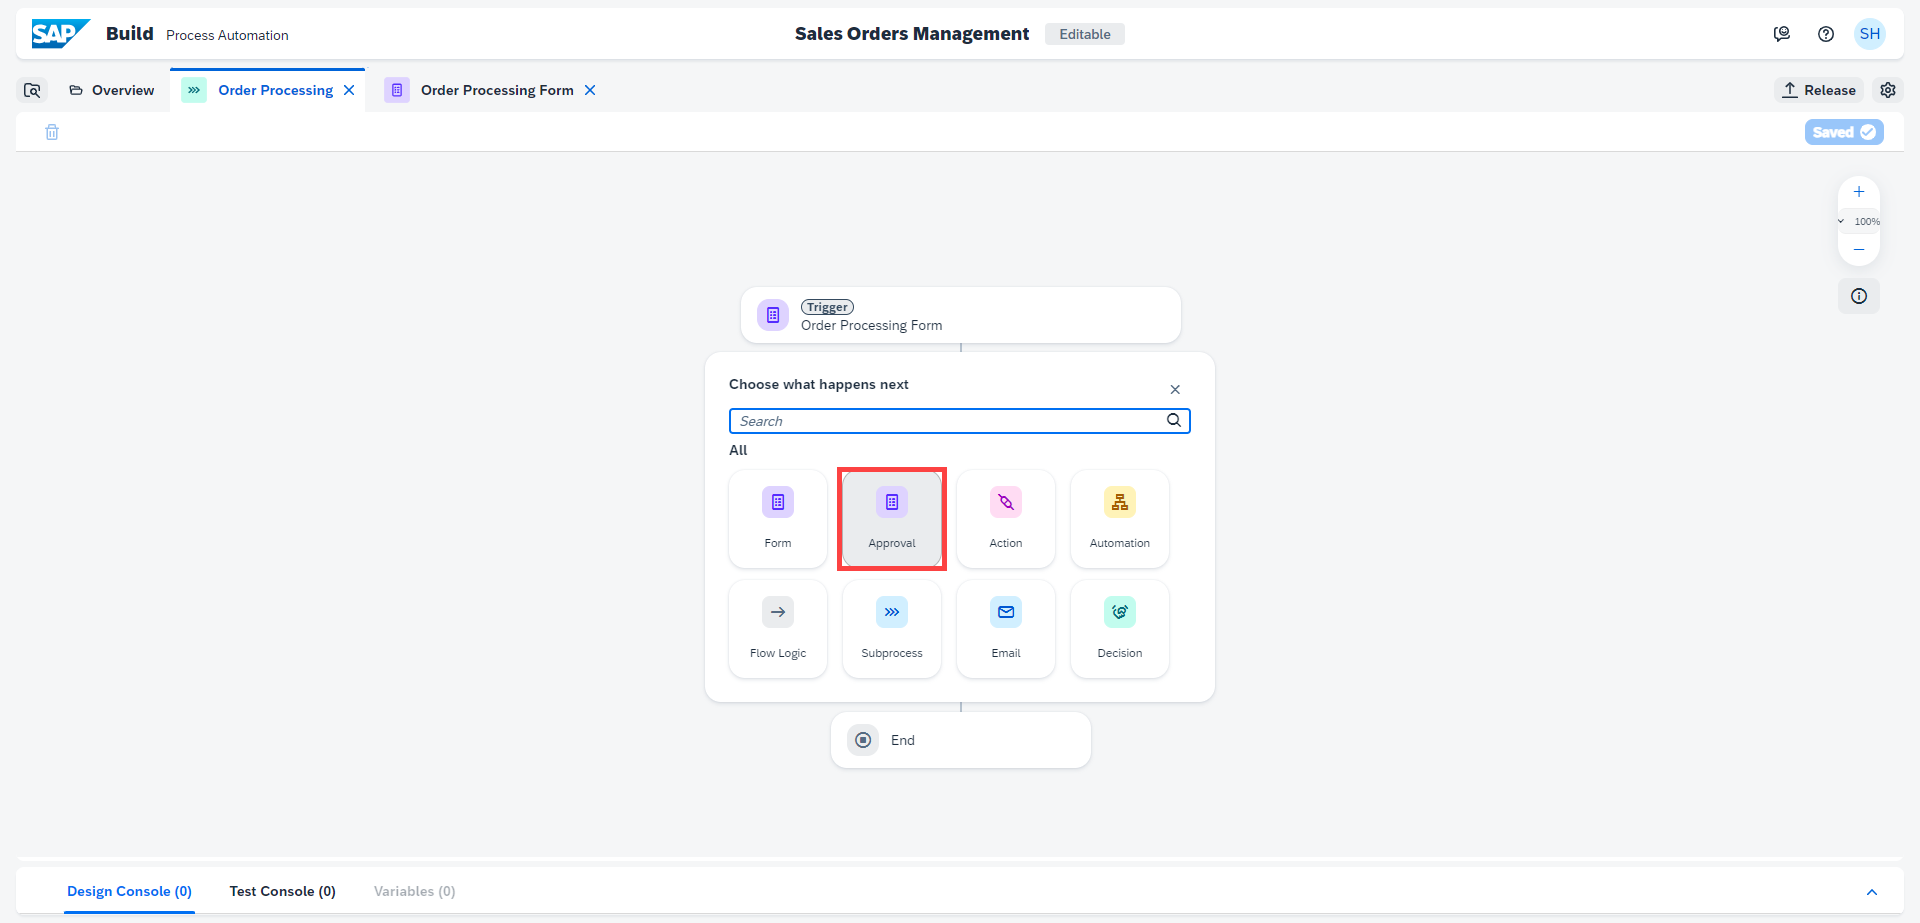 SAP Build Process Automation
Sales Orders Management Editable
SH
Overview
Order Processing
Order Processing Form
Release
Saved
100%
Trigger
Order Processing Form
Choose what happens next
Search
All
Form Approval Action Automation
Flow Logic Subprocess Email Decision
End
Design Console (0) Test Console (0) Variables (0)